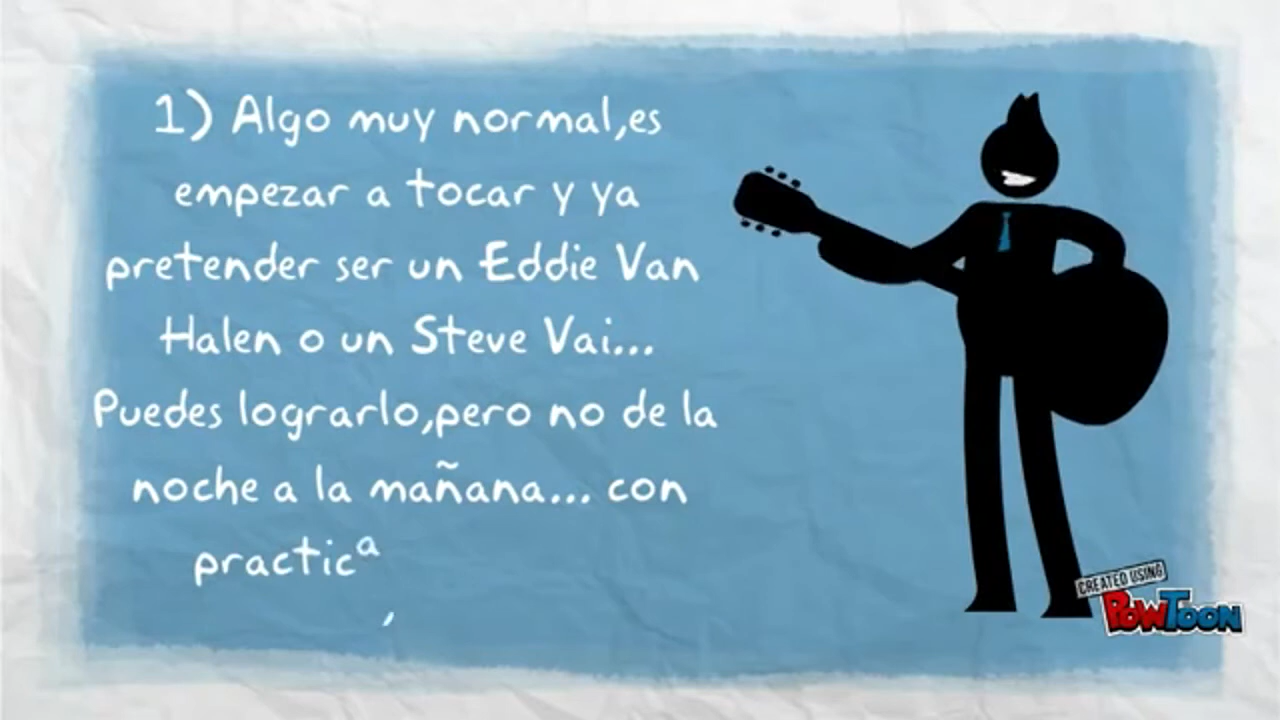 1) Algo muy normal,es
empezar a tocar y ya
pretender ser un Eddie Van
Halen o un Steve Vai...
Puedes lograrlo,pero no de la
noche a la mañana... con
practica
,
CREATED USING
POWTOON